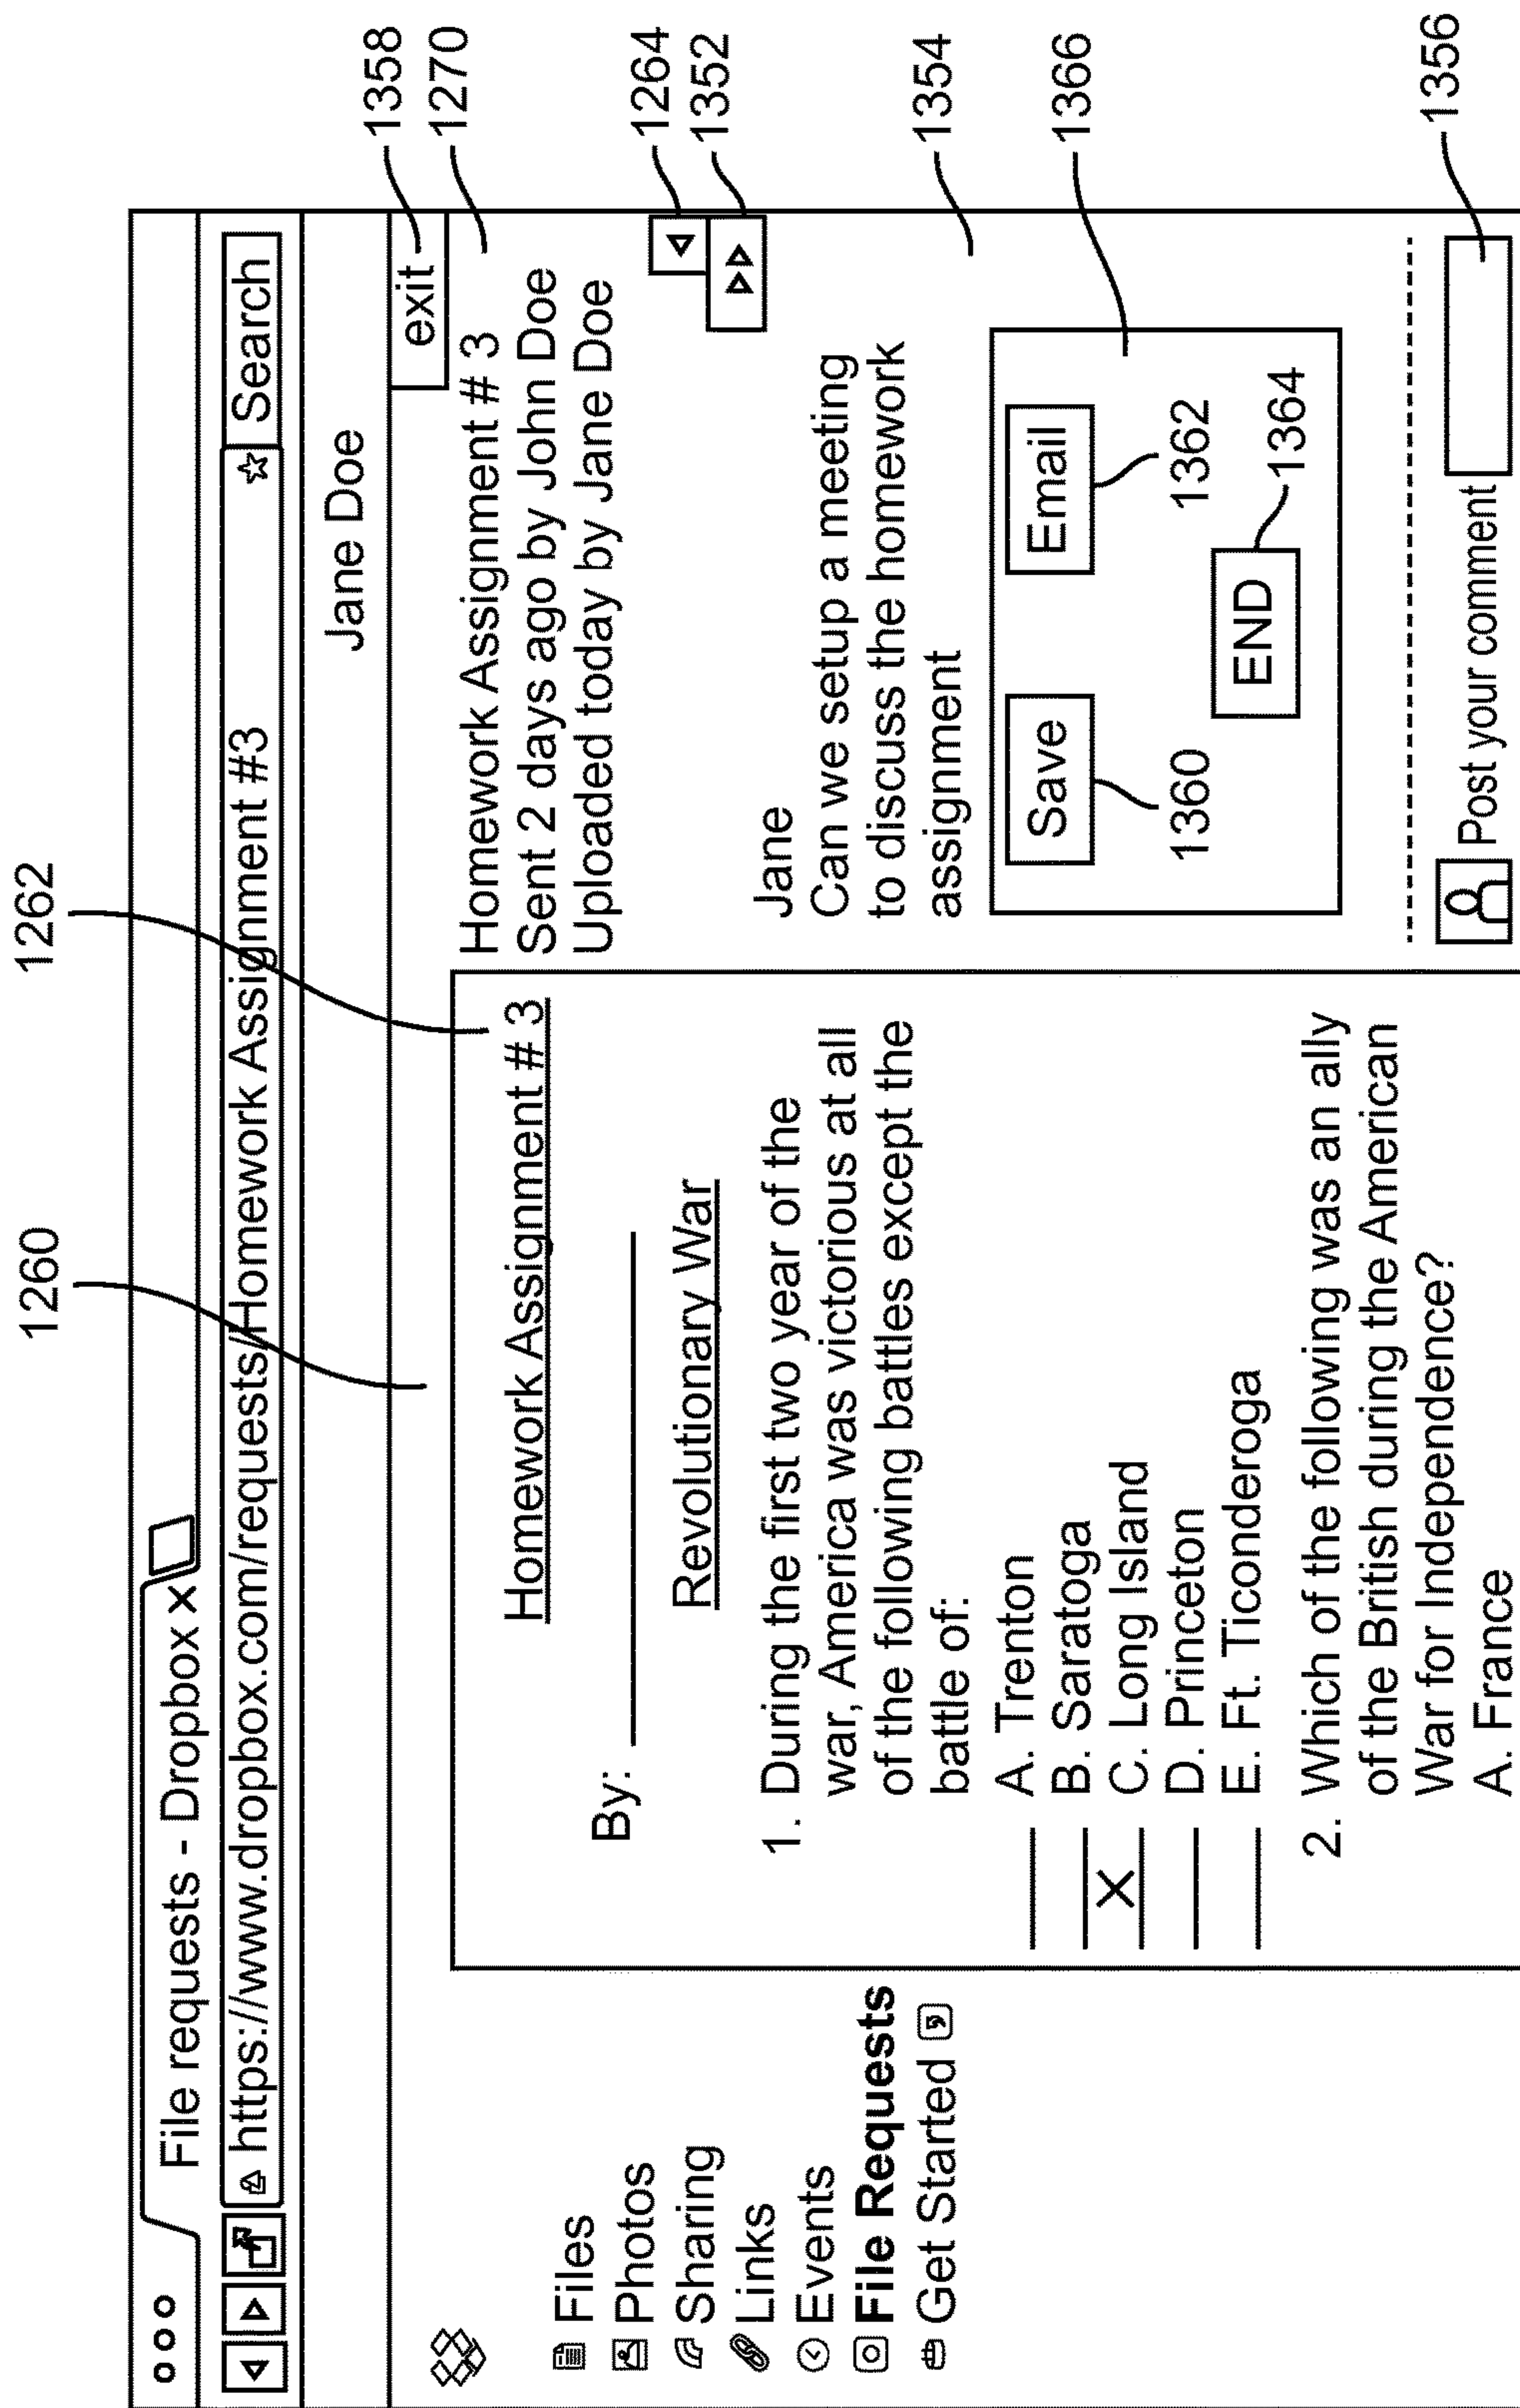 1260
1262
File requests - Dropbox X
https://www.dropbox.com/requests/Homework Assignment #3
Search
Jane Doe
exit
1358
1270
Files
Photos
Sharing
Links
Events
File Requests
Get Started
Homework Assignment # 3
By:
Revolutionary War
1. During the first two year of the
war, America was victorious at all
of the following battles except the
battle of:
A. Trenton
B. Saratoga
X C. Long Island
D. Princeton
E. Ft. Ticonderoga
2. Which of the following was an ally
of the British during the American
War for Independence?
A. France
Homework Assignment # 3
Sent 2 days ago by John Doe
Uploaded today by Jane Doe
1264
1352
Jane
Can we setup a meeting
to discuss the homework
assignment
1354
Save
Email
1366
1360
1362
END
1364
Post your comment
1356